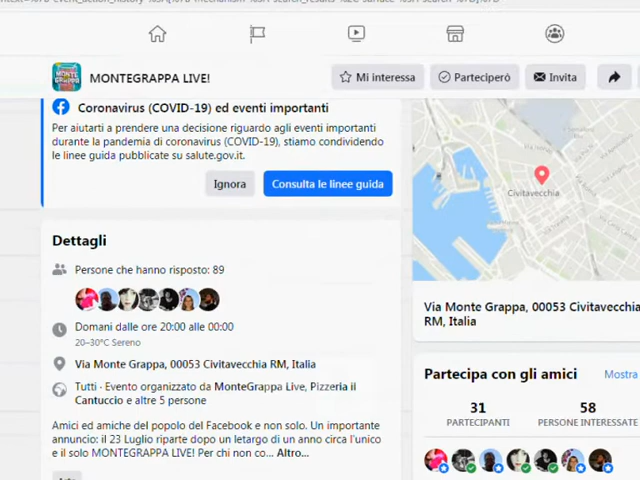 MONTEGRAPPA LIVE!
Mi interessa
Parteciperò
Invita
Coronavirus (COVID-19) ed eventi importanti
Per aiutarti a prendere una decisione riguardo agli eventi importanti
durante la pandemia di coronavirus (COVID-19), stiamo condividendo
le linee guida pubblicate su salute.gov.it.
Ignora
Consulta le linee guida
Civitavecchia
Dettagli
Persone che hanno risposto: 89
Domani dalle ore 20:00 alle 00:00
20–30°C Sereno
Via Monte Grappa, 00053 Civitavecchia RM, Italia
Tutti · Evento organizzato da MonteGrappa Live, Pizzeria il
Cantuccio e altre 5 persone
Amici ed amiche del popolo del Facebook e non solo. Un importante
annuncio: il 23 Luglio riparte dopo un letargo di un anno circa l'unico
e il solo MONTEGRAPPA LIVE! Per chi non co... Altro...
Via Monte Grappa, 00053 Civitavecchia
RM, Italia
Partecipa con gli amici
Mostra
31
PARTECIPANTI
58
PERSONE INTERESSATE